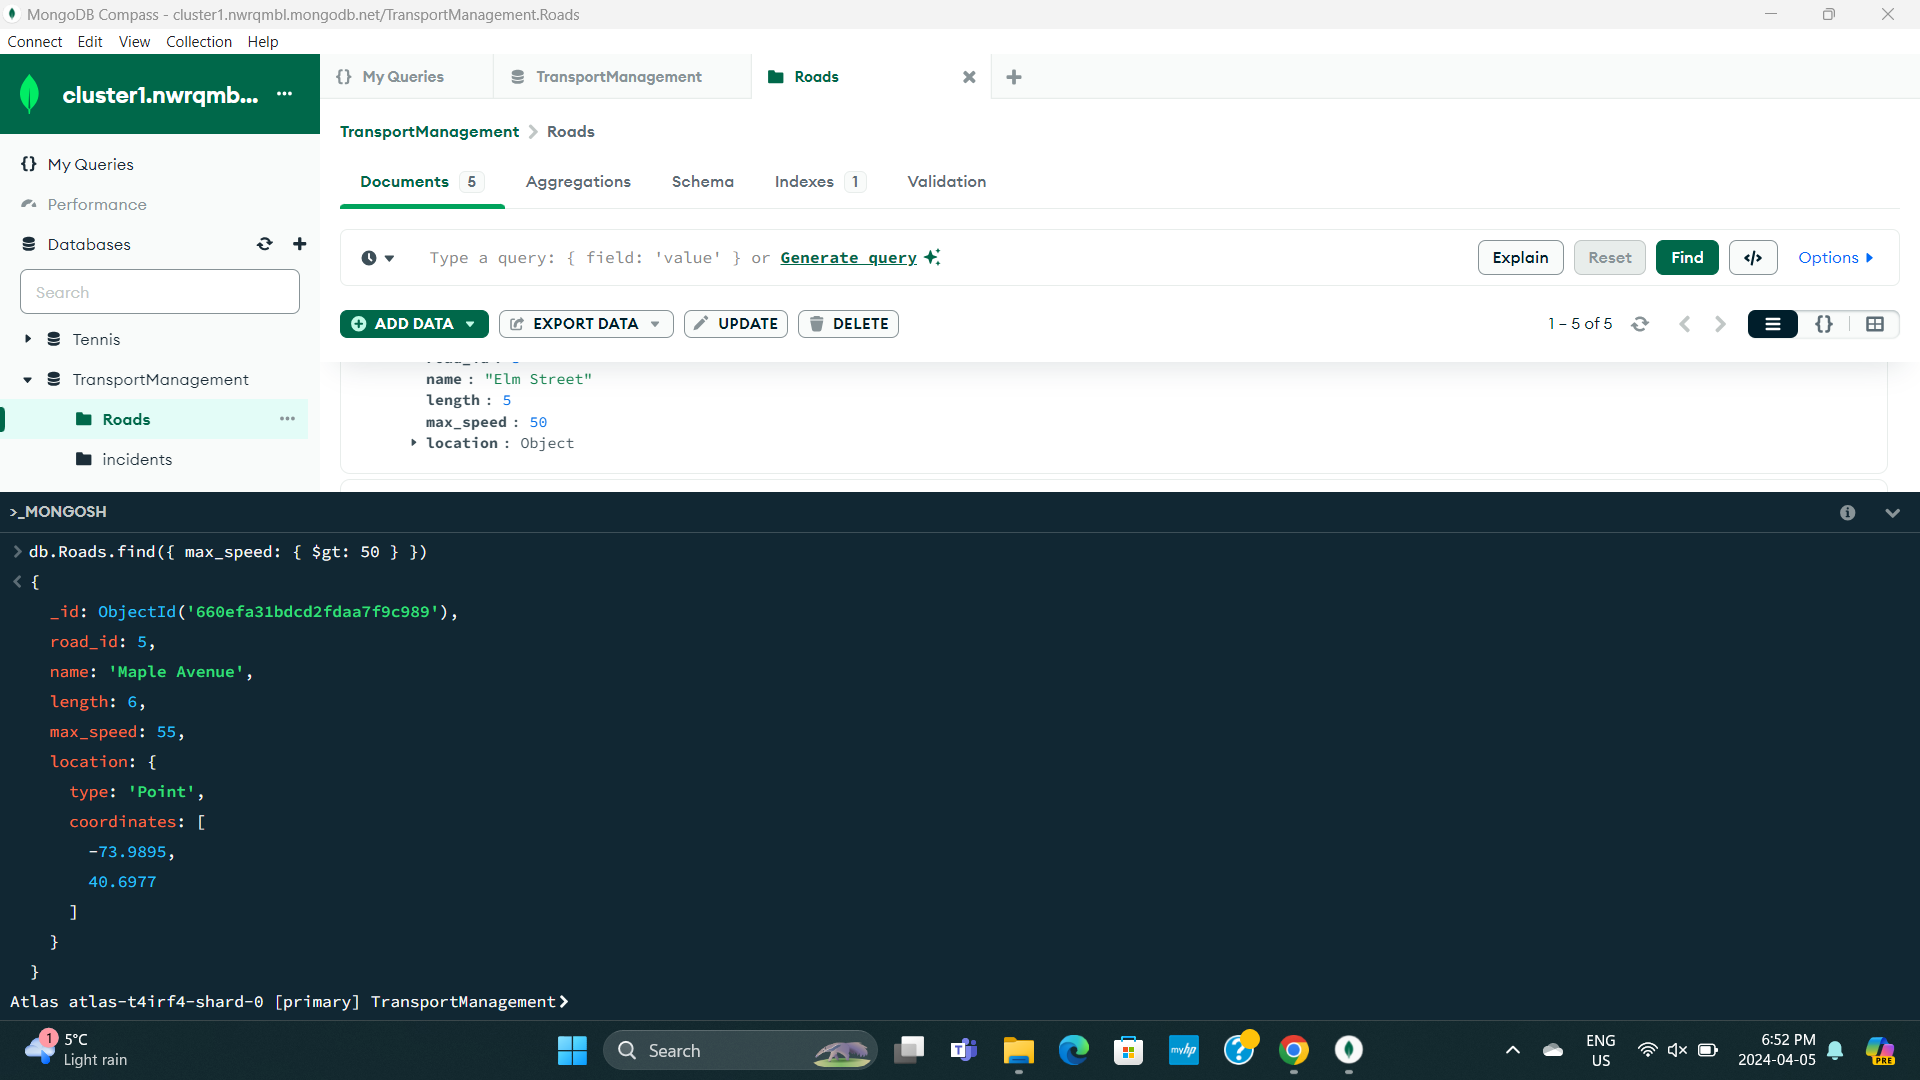 MongoDB Compass - cluster1.nwrqmbl.mongodb.net/TransportManagement.Roads
Connect Edit View Collection Help
cluster1.nwrqmb... ...
{} My Queries
TransportManagement
Roads
TransportManagement > Roads
{} My Queries
Performance
Databases
Search
Tennis
TransportManagement
Roads ...
incidents
Documents 5 Aggregations Schema Indexes 1 Validation
Type a query: { field: 'value' } or Generate query
Explain Reset Find </> Options
ADD DATA EXPORT DATA UPDATE DELETE
1 – 5 of 5
{}
name : "Elm Street"
length : 5
max_speed : 50
location : Object
>_MONGOSH
> db.Roads.find({ max_speed: { $gt: 50 } })
< {
_id: ObjectId('660efa31bdcd2fdaa7f9c989'),
road_id: 5,
name: 'Maple Avenue',
length: 6,
max_speed: 55,
location: {
type: 'Point',
coordinates: [
-73.9895,
40.6977
]
}
}
Atlas atlas-t4irf4-shard-0 [primary] TransportManagement>
1
5°C
Light rain
Search
myhp
ENG
US
6:52 PM
2024-04-05
PRE